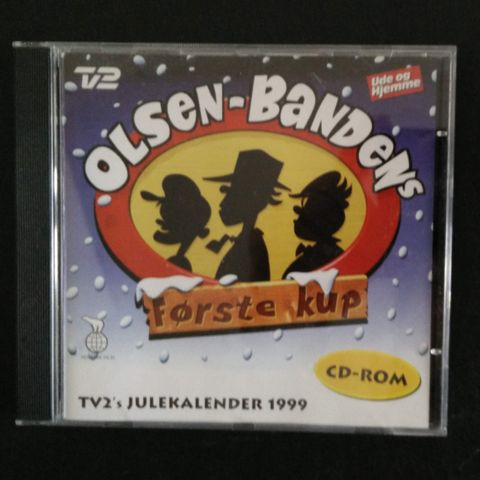 TV2
Ude og
Hjemme
OLSEN-BANDENS
Første kup
CD-ROM
TV2's JULEKALENDER 1999